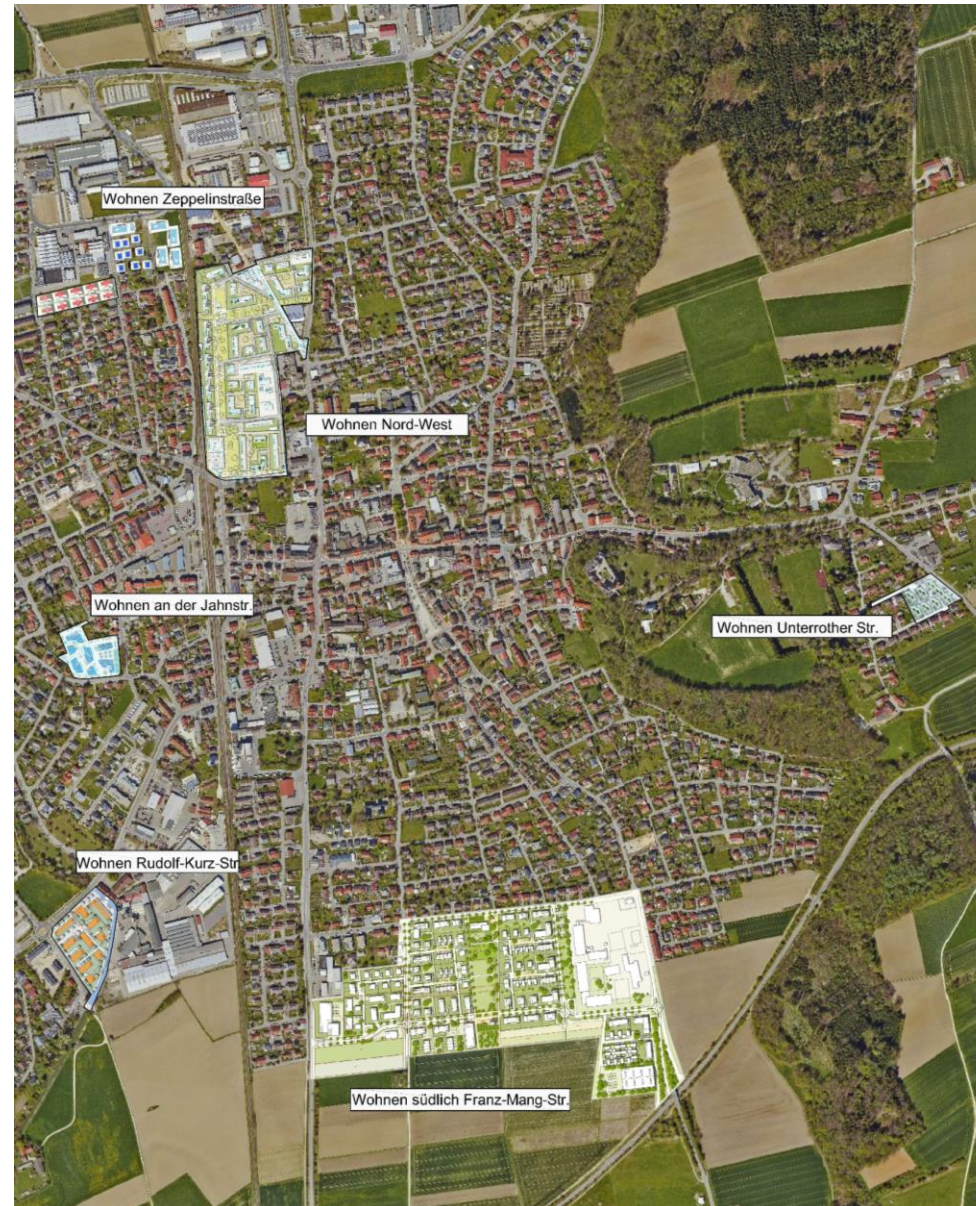 Wohnen Zeppelinstraße
Wohnen Nord-West
Wohnen an der Jahnstr.
Wohnen Unterrother Str.
Wohnen Rudolf-Kurz-Str
Wohnen südlich Franz-Mang-Str.